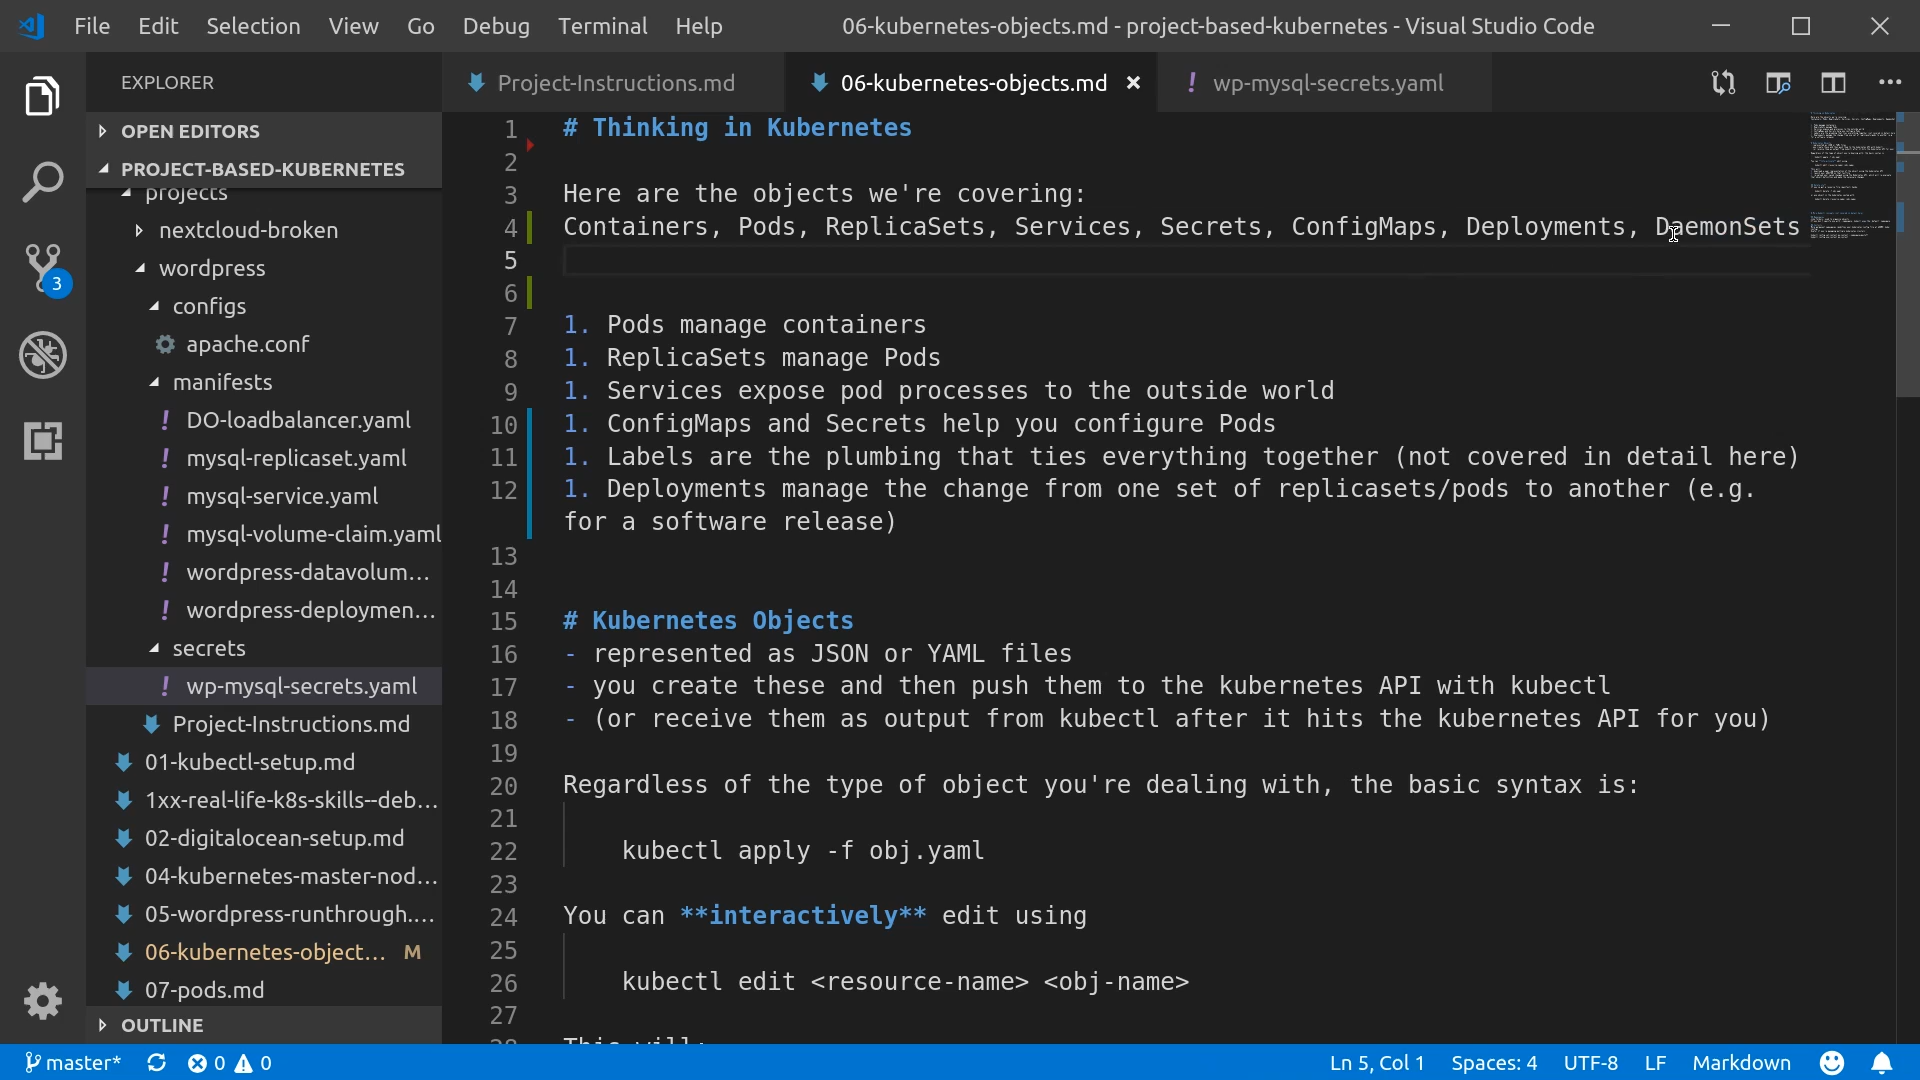 File Edit Selection View Go Debug Terminal Help 06-kubernetes-objects.md - project-based-kubernetes - Visual Studio Code
EXPLORER
Project-Instructions.md 06-kubernetes-objects.md ! wp-mysql-secrets.yaml
OPEN EDITORS
PROJECT-BASED-KUBERNETES
projects
nextcloud-broken
wordpress
configs
apache.conf
manifests
! DO-loadbalancer.yaml
! mysql-replicaset.yaml
! mysql-service.yaml
! mysql-volume-claim.yaml
! wordpress-datavolum...
! wordpress-deploymen...
secrets
! wp-mysql-secrets.yaml
Project-Instructions.md
01-kubectl-setup.md
1xx-real-life-k8s-skills--deb...
02-digitalocean-setup.md
04-kubernetes-master-nod...
05-wordpress-runthrough....
06-kubernetes-object... M
07-pods.md
OUTLINE
3
1 # Thinking in Kubernetes
2
3 Here are the objects we're covering:
4 Containers, Pods, ReplicaSets, Services, Secrets, ConfigMaps, Deployments, DaemonSets
5
6
7 1. Pods manage containers
8 1. ReplicaSets manage Pods
9 1. Services expose pod processes to the outside world
10 1. ConfigMaps and Secrets help you configure Pods
11 1. Labels are the plumbing that ties everything together (not covered in detail here)
12 1. Deployments manage the change from one set of replicasets/pods to another (e.g.
for a software release)
13
14
15 # Kubernetes Objects
16 - represented as JSON or YAML files
17 - you create these and then push them to the kubernetes API with kubectl
18 - (or receive them as output from kubectl after it hits the kubernetes API for you)
19
20 Regardless of the type of object you're dealing with, the basic syntax is:
21
22 kubectl apply -f obj.yaml
23
24 You can **interactively** edit using
25
26 kubectl edit <resource-name> <obj-name>
27
28 This will:
master* 0 0 Ln 5, Col 1 Spaces: 4 UTF-8 LF Markdown